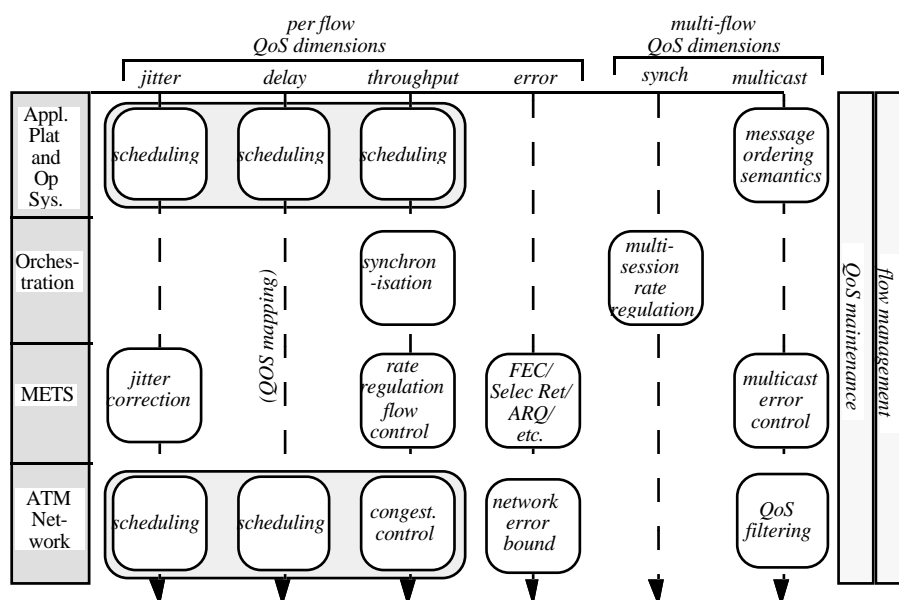 per flow
QoS dimensions
multi-flow
QoS dimensions
jitter
delay
throughput
error
synch
multicast
Appl.
Plat
and
Op
Sys.
scheduling
scheduling
scheduling
message
ordering
semantics
Orches-
tration
(QOS mapping)
synchron
-isation
multi-
session
rate
regulation
METS
jitter
correction
rate
regulation
flow
control
FEC/
Selec Ret/
ARQ/
etc.
multicast
error
control
ATM
Net-
work
scheduling
scheduling
congest.
control
network
error
bound
QoS
filtering
QoS maintenance
flow management